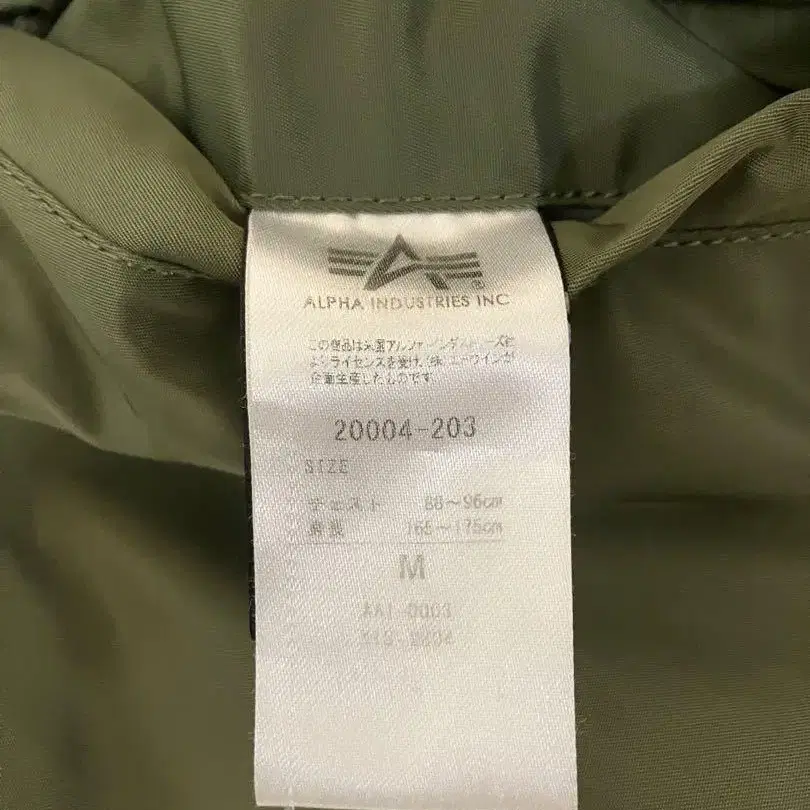 ALPHA INDUSTRIES INC
この商品は米国アルファインダストリーズ社
よりライセンスを受け、(株)エドウインが
企画生産したものです
20004-203
SIZE
チェスト 88~96cm
身長 165~175cm
M